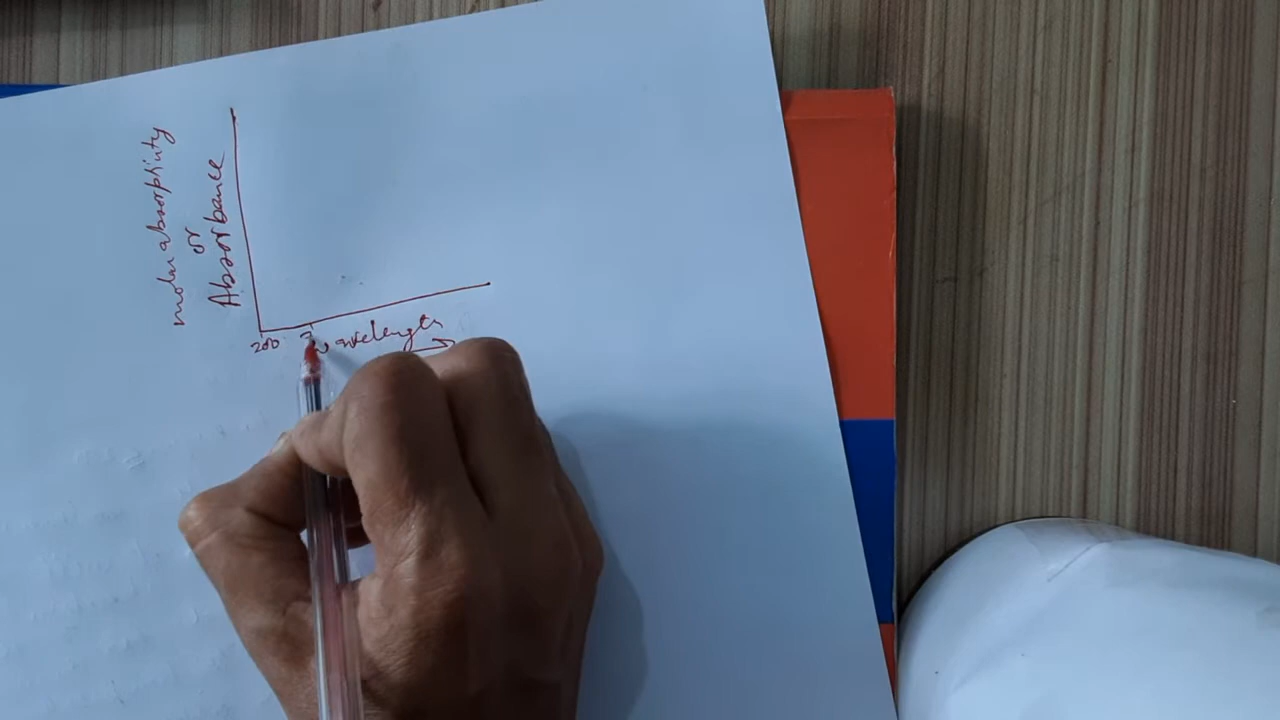 molar absorptivity
or
Absorbance
200
wavelength